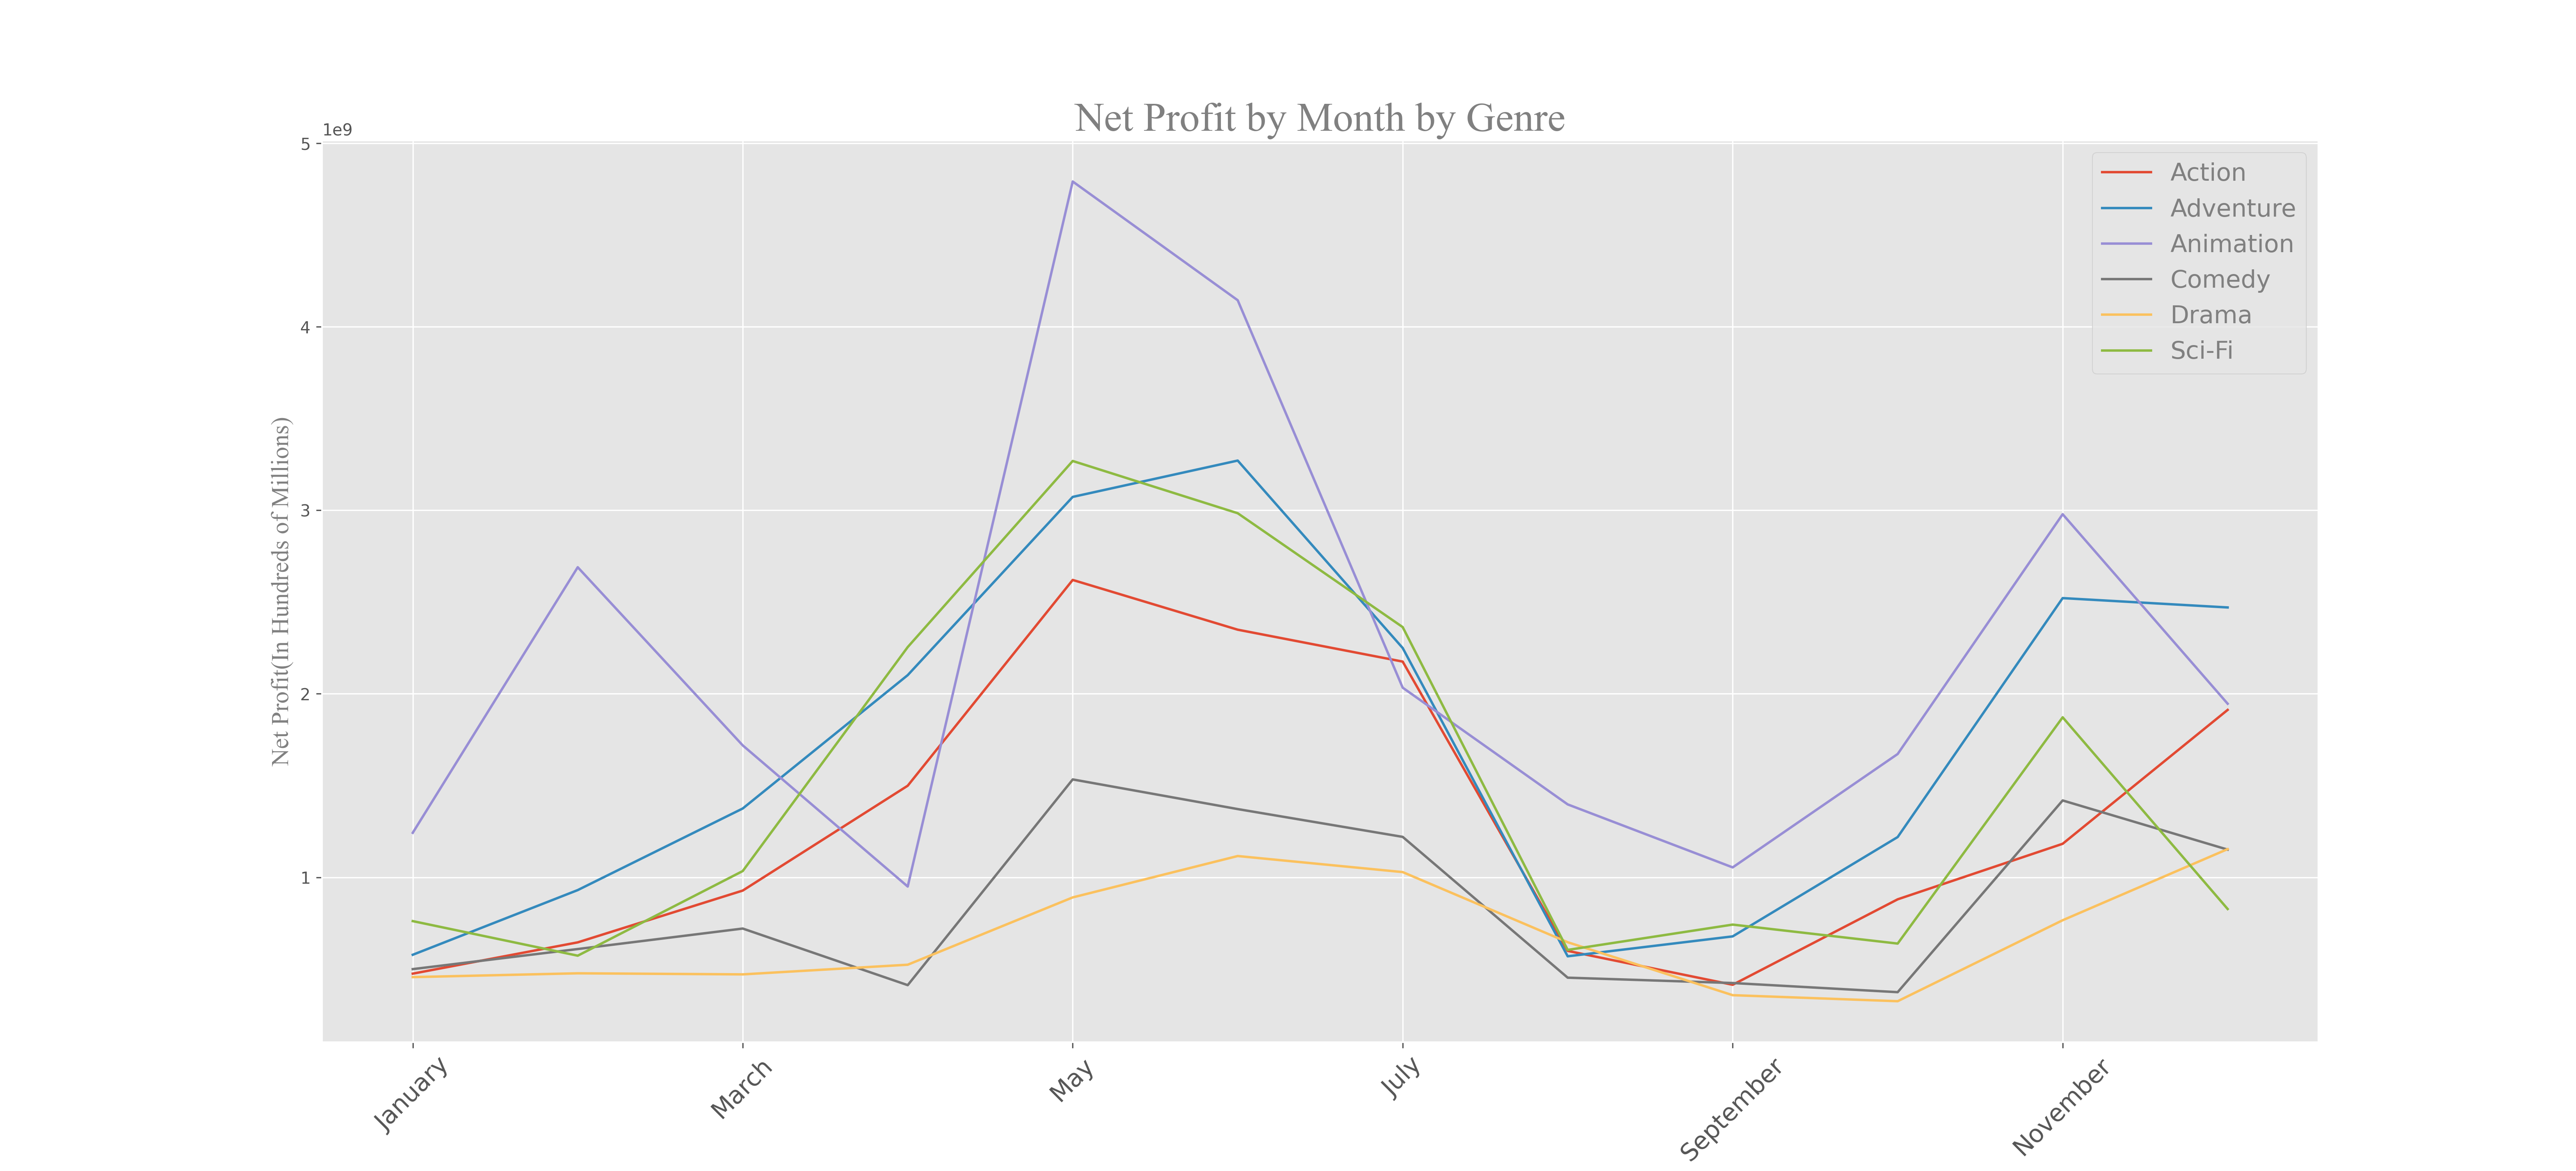 Net Profit by Month by Genre
1e9
5
4
3
2
1
Net Profit(In Hundreds of Millions)
Action
Adventure
Animation
Comedy
Drama
Sci-Fi
January
March
May
July
September
November